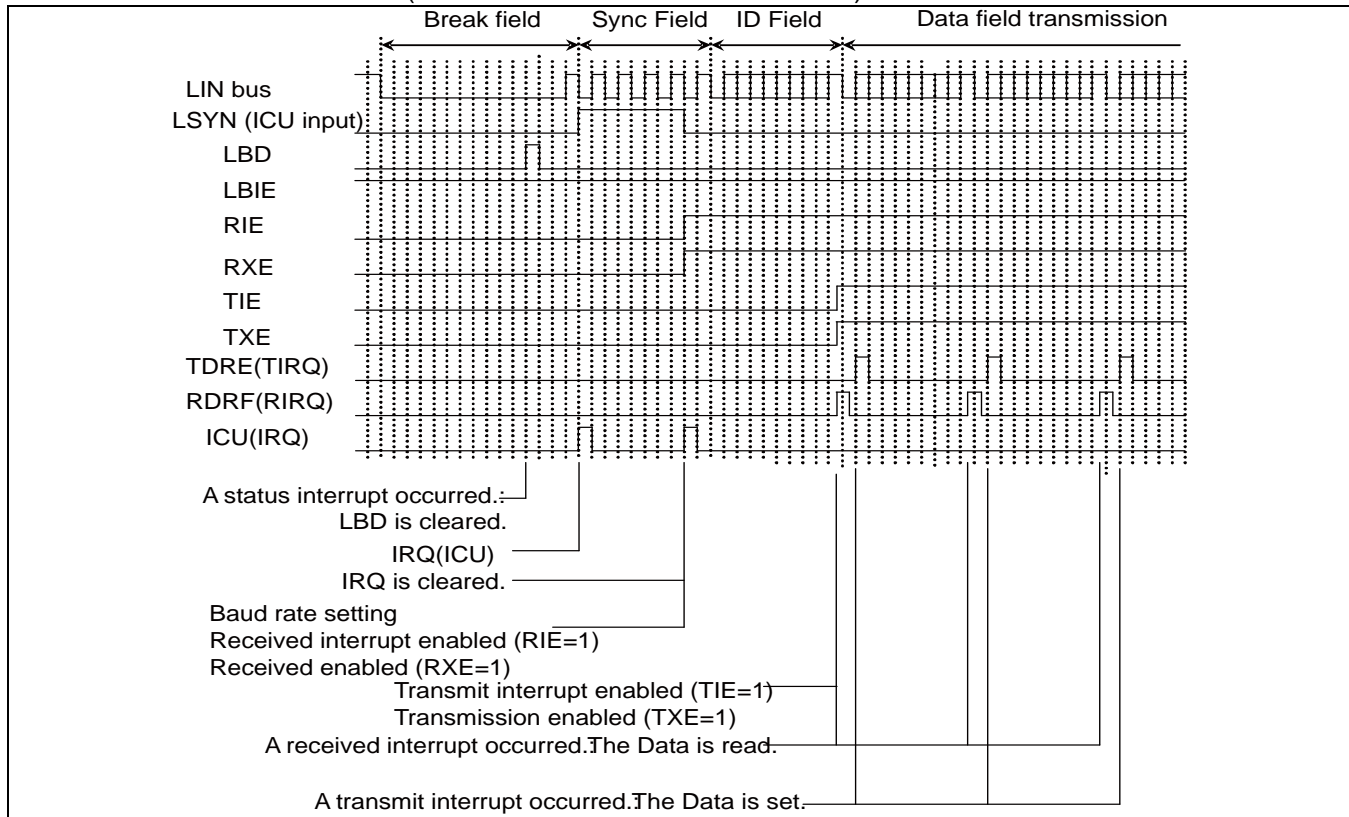 Break field Sync Field ID Field Data field transmission
LIN bus
LSYN (ICU input)
LBD
LBIE
RIE
RXE
TIE
TXE
TDRE(TIRQ)
RDRF(RIRQ)
ICU(IRQ)
A status interrupt occurred.:
LBD is cleared.
IRQ(ICU)
IRQ is cleared.
Baud rate setting
Received interrupt enabled (RIE=1)
Received enabled (RXE=1)
Transmit interrupt enabled (TIE=1)
Transmission enabled (TXE=1)
A received interrupt occurred.:The Data is read.
A transmit interrupt occurred.:The Data is set.